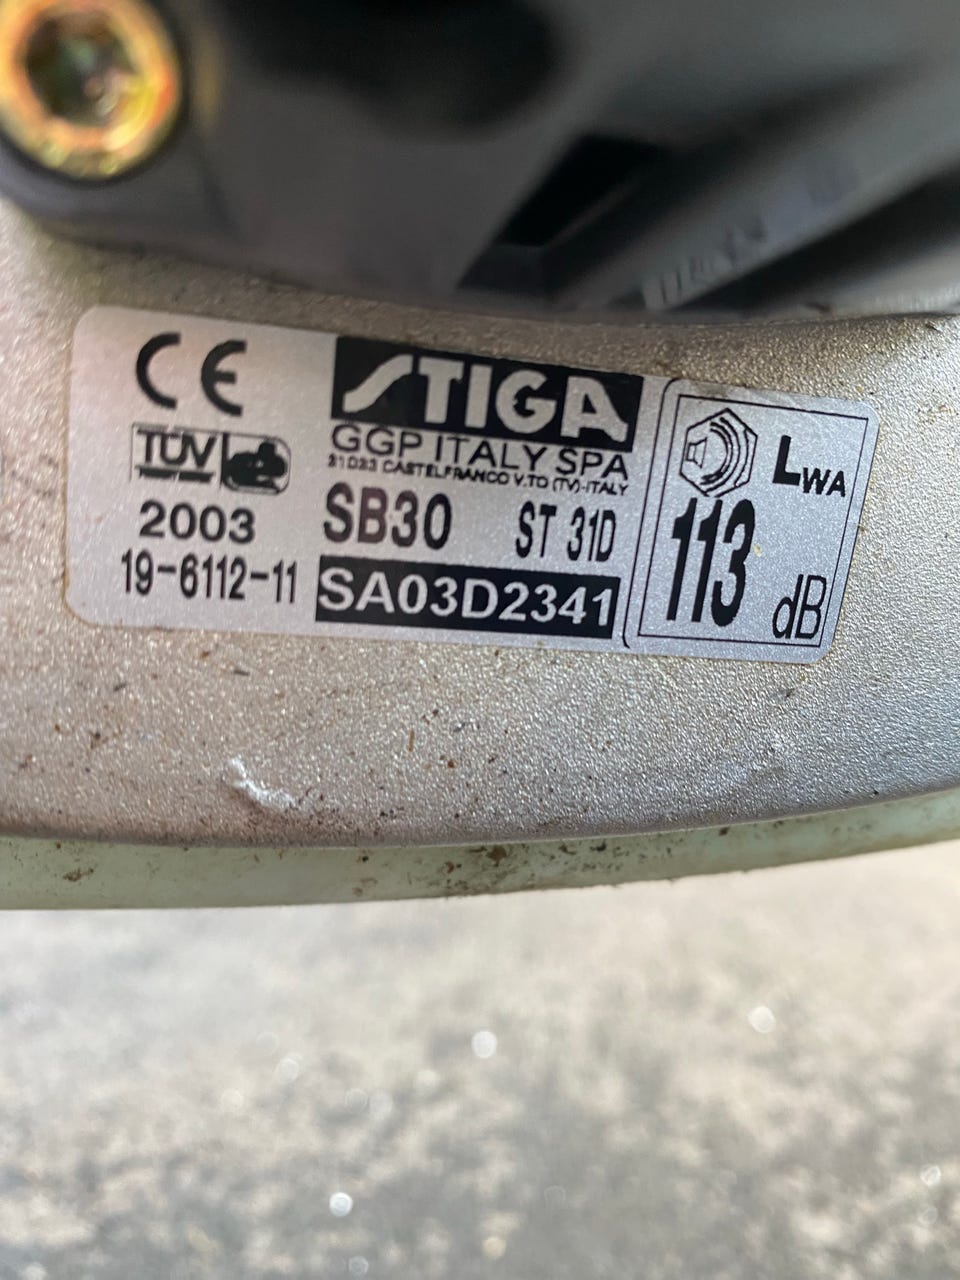 CE
TÜV
2003
19-6112-11
STIGA
GGP ITALY SPA
31033 CASTELFRANCO V.TO (TV)-ITALY
SB30 ST 31D
SA03D2341
LWA
113
dB